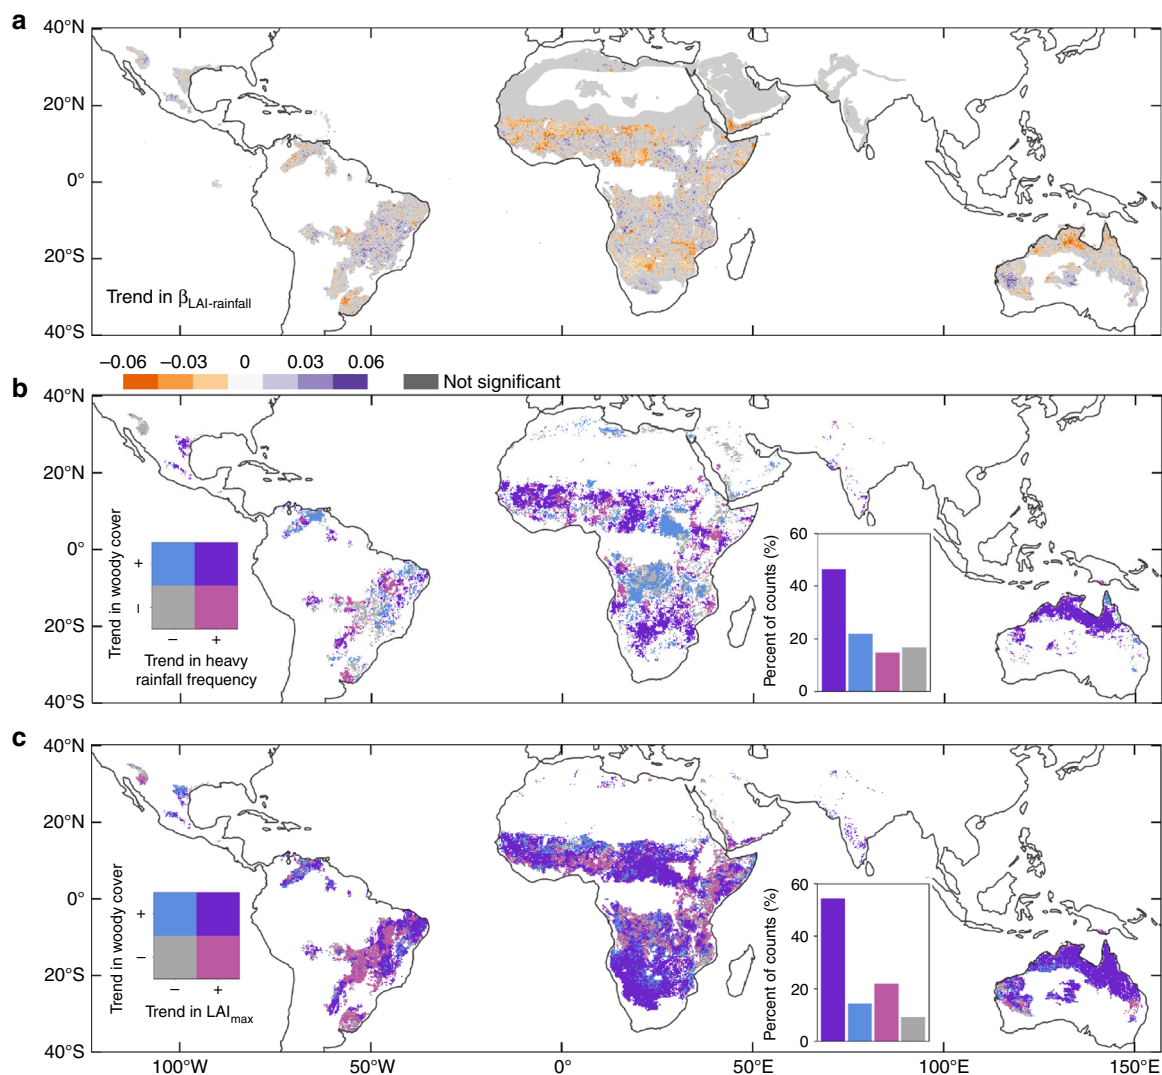 a
40°N
20°N
0°
20°S
40°S
Trend in βLAI-rainfall
−0.06 −0.03 0 0.03 0.06
Not significant
b
40°N
20°N
0°
20°S
40°S
Trend in woody cover
+
−
− +
Trend in heavy
rainfall frequency
Percent of counts (%)
60
40
20
0
c
40°N
20°N
0°
20°S
40°S
Trend in woody cover
+
−
− +
Trend in LAImax
Percent of counts (%)
60
40
20
0
100°W 50°W 0° 50°E 100°E 150°E